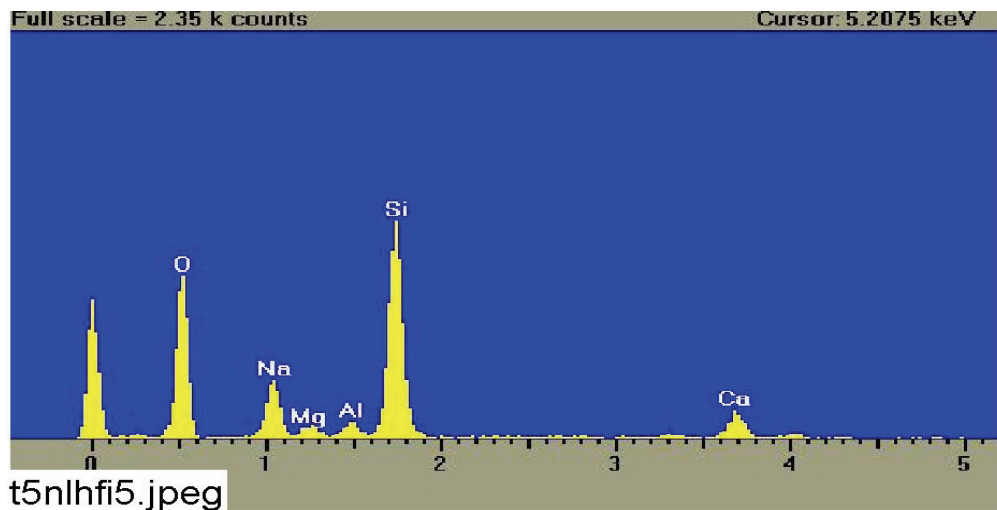 Full scale = 2.35 k counts Cursor: 5.2075 keV
Si
O
Na
Mg
Al
Ca
0 1 2 3 4 5
t5nlhfi5.jpeg